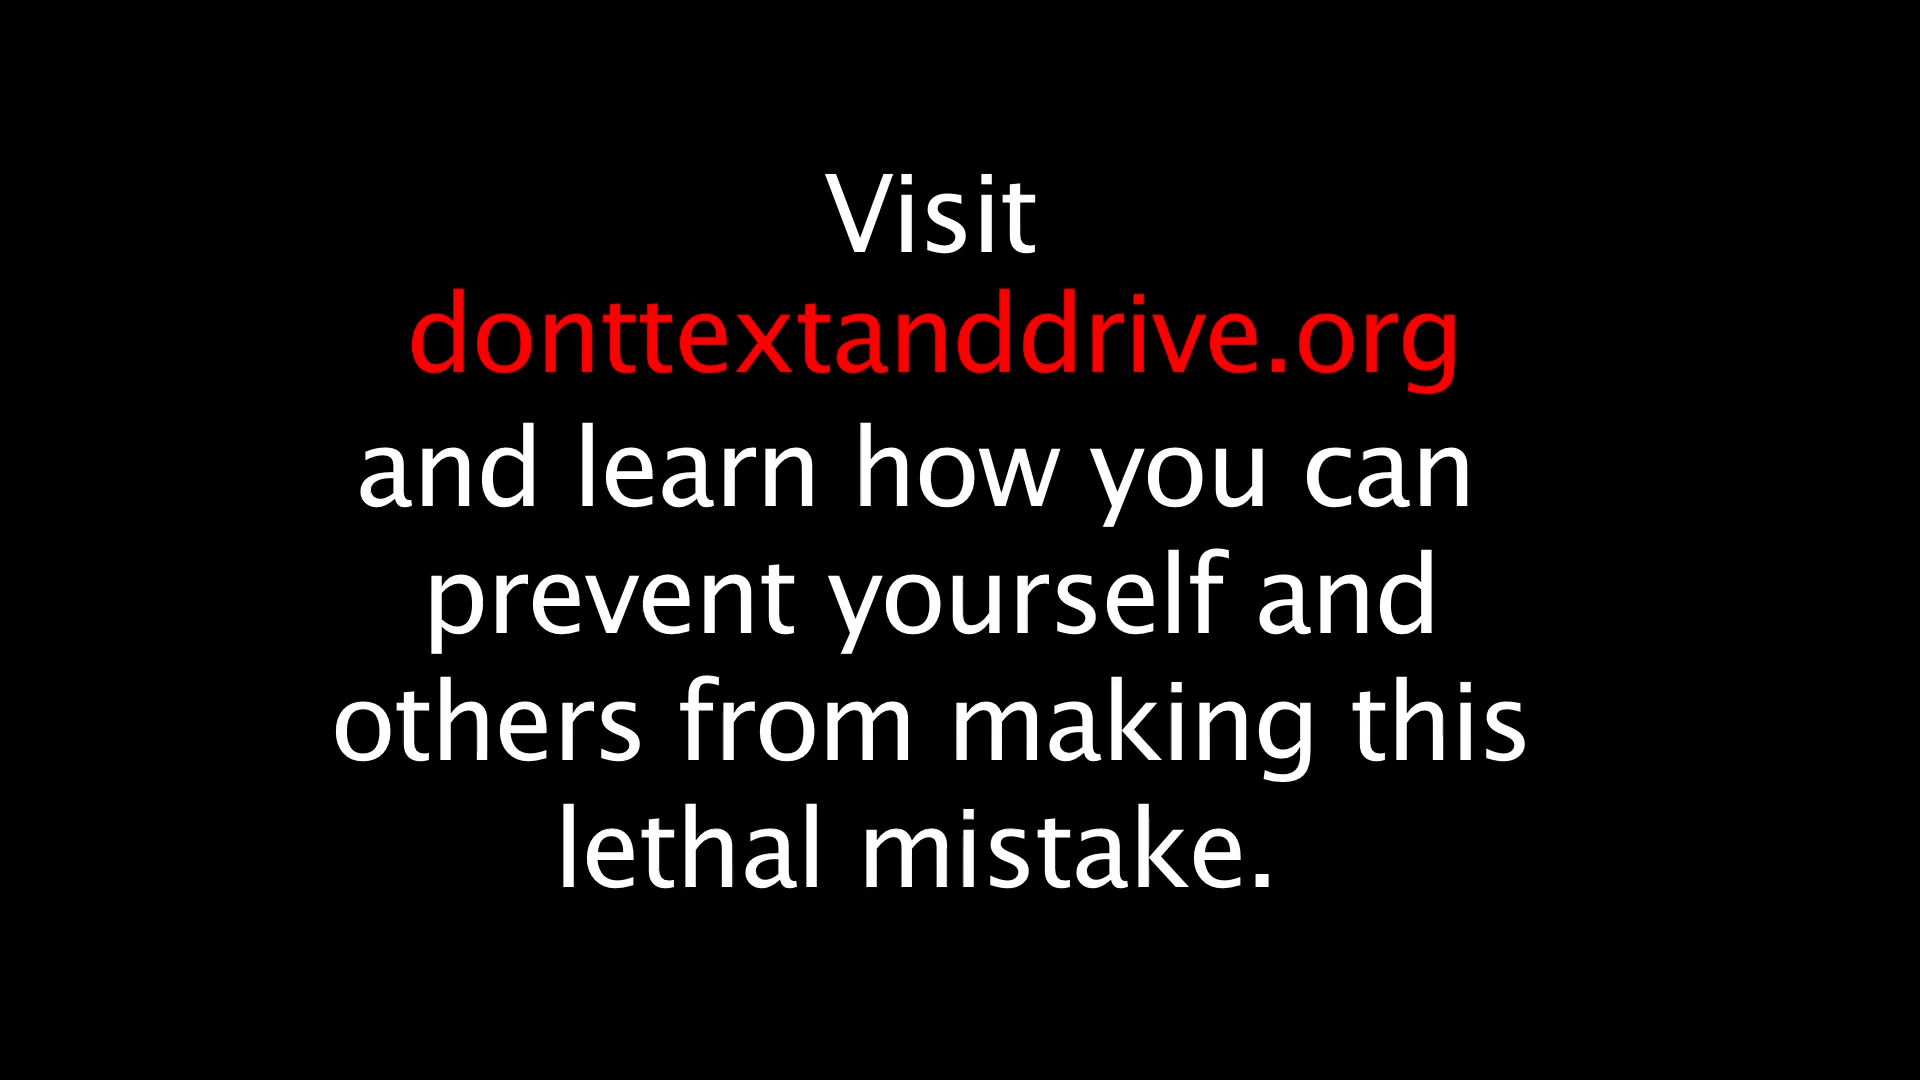 Visit
donttextanddrive.org
and learn how you can
prevent yourself and
others from making this
lethal mistake.